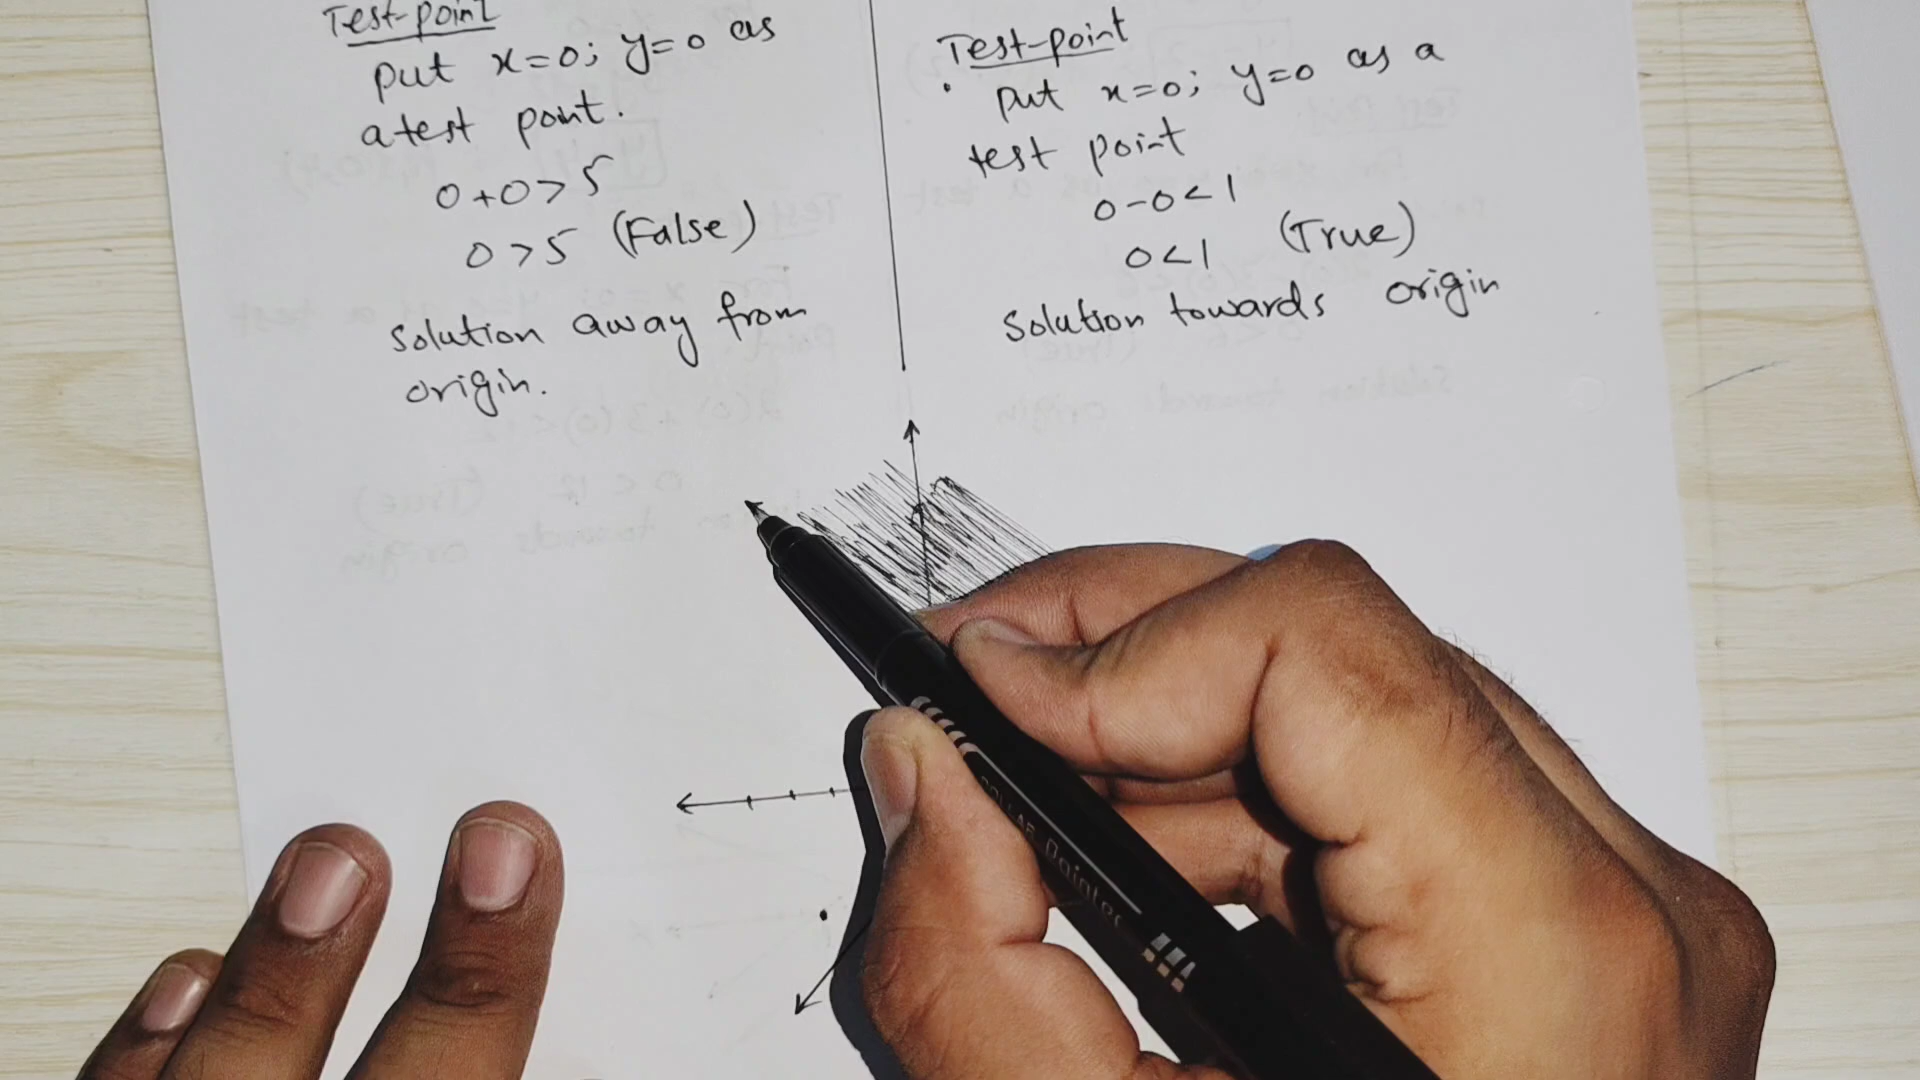 Test-point
put x=0; y=0 as
a test point.
0+0>5
0>5 (False)
Solution away from
origin.
Test-point
. put x=0; y=0 as a
test point
0-0<1
0<1 (True)
Solution towards origin
Pointer